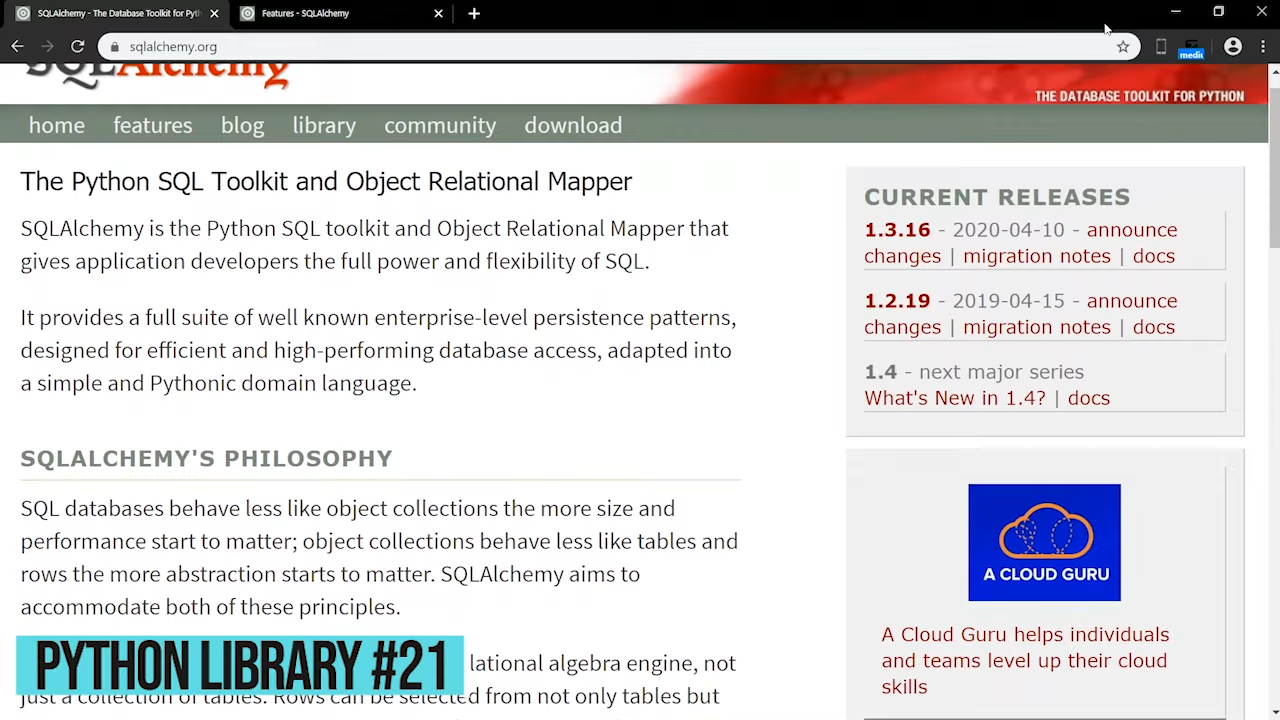 SQLAlchemy - The Database Toolkit for Pyth
Features - SQLAlchemy
sqlalchemy.org
medit
SQLAlchemy
THE DATABASE TOOLKIT FOR PYTHON
home features blog library community download
The Python SQL Toolkit and Object Relational Mapper
SQLAlchemy is the Python SQL toolkit and Object Relational Mapper that
gives application developers the full power and flexibility of SQL.
It provides a full suite of well known enterprise-level persistence patterns,
designed for efficient and high-performing database access, adapted into
a simple and Pythonic domain language.
SQLALCHEMY'S PHILOSOPHY
SQL databases behave less like object collections the more size and
performance start to matter; object collections behave less like tables and
rows the more abstraction starts to matter. SQLAlchemy aims to
accommodate both of these principles.
lational algebra engine, not
just a collection of tables. Rows can be selected from not only tables but
PYTHON LIBRARY #21
CURRENT RELEASES
1.3.16 - 2020-04-10 - announce
changes | migration notes | docs
1.2.19 - 2019-04-15 - announce
changes | migration notes | docs
1.4 - next major series
What's New in 1.4? | docs
A CLOUD GURU
A Cloud Guru helps individuals
and teams level up their cloud
skills